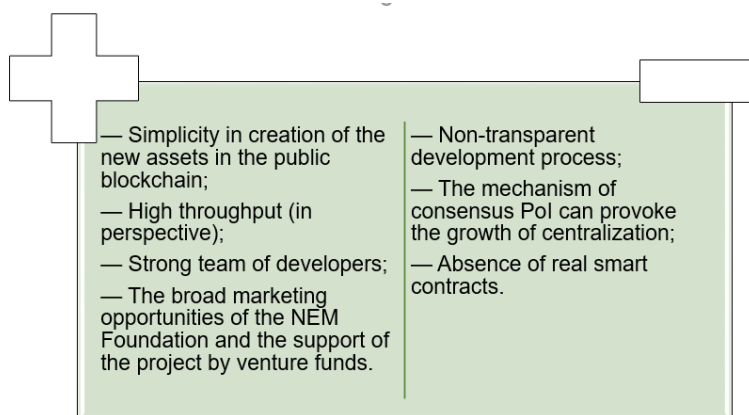 — Simplicity in creation of the
new assets in the public
blockchain;
— High throughput (in
perspective);
— Strong team of developers;
— The broad marketing
opportunities of the NEM
Foundation and the support of
the project by venture funds.
— Non-transparent
development process;
— The mechanism of
consensus PoI can provoke
the growth of centralization;
— Absence of real smart
contracts.